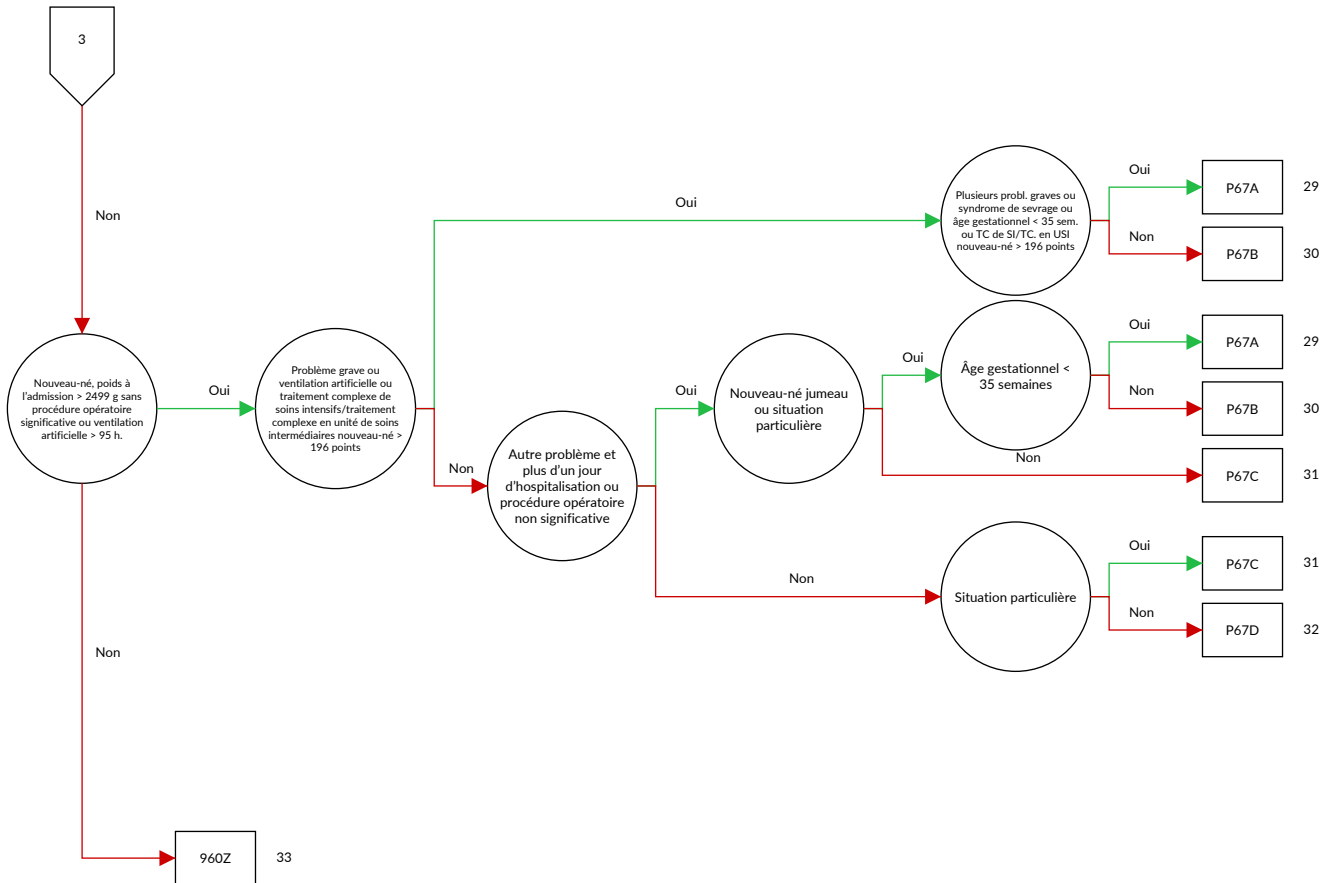 3
Non
Nouveau-né, poids à
l'admission > 2499 g sans
procédure opératoire
significative ou ventilation
artificielle > 95 h.
Oui
Problème grave ou
ventilation artificielle ou
traitement complexe de
soins intensifs/traitement
complexe en unité de soins
intermédiaires nouveau-né >
196 points
Oui
Plusieurs probl. graves ou
syndrome de sevrage ou
âge gestationnel < 35 sem.
ou TC de SI/TC. en USI
nouveau-né > 196 points
Oui
P67A
29
Non
P67B
30
Non
Autre problème et
plus d'un jour
d'hospitalisation ou
procédure opératoire
non significative
Oui
Nouveau-né jumeau
ou situation
particulière
Oui
Âge gestationnel <
35 semaines
Oui
P67A
29
Non
P67B
30
Non
P67C
31
Non
Situation particulière
Oui
P67C
31
Non
P67D
32
Non
960Z
33